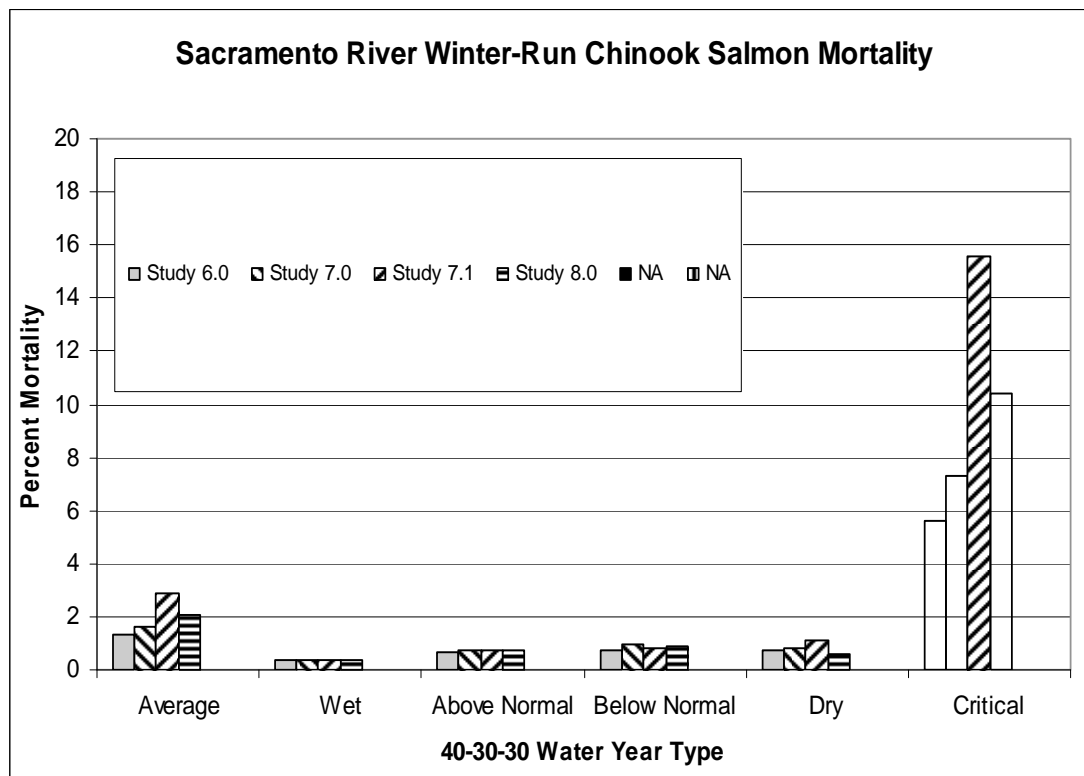 Sacramento River Winter-Run Chinook Salmon Mortality
20
18
16
14
12
10
8
6
4
2
0
Percent Mortality
Study 6.0 Study 7.0 Study 7.1 Study 8.0 NA NA
Average Wet Above Normal Below Normal Dry Critical
40-30-30 Water Year Type